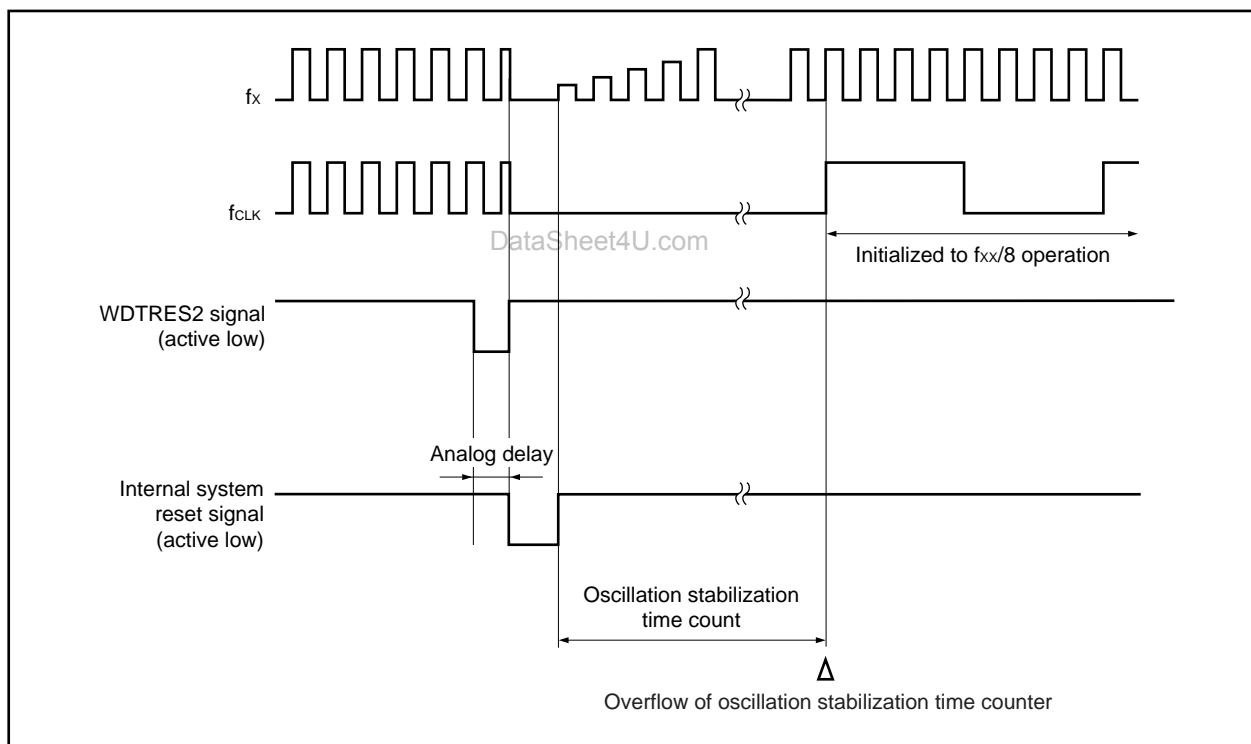 fX
fCLK
DataSheet4U.com
Initialized to fXX/8 operation
WDTRES2 signal
(active low)
Analog delay
Internal system
reset signal
(active low)
Oscillation stabilization
time count
Overflow of oscillation stabilization time counter